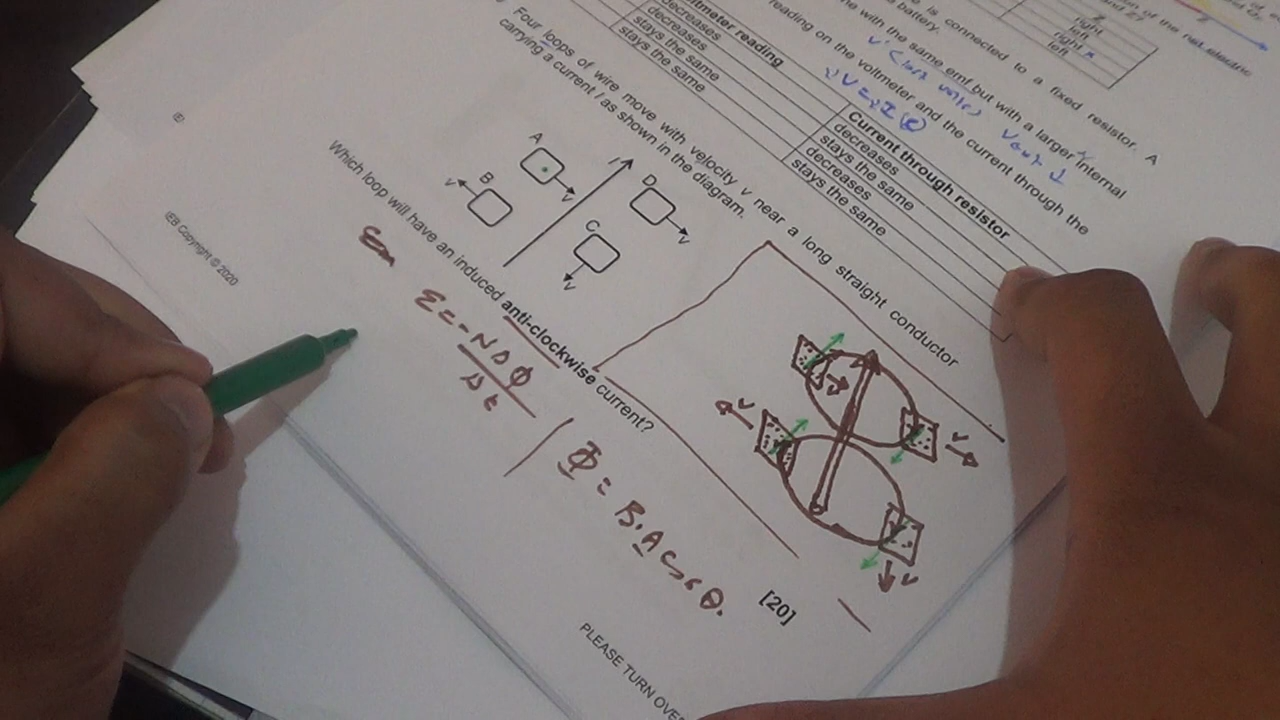 right
left
right x
left
is connected to a fixed resistor. A
battery.
with the same emf but with a larger internal
reading on the voltmeter and the current through the
V = I R
decreases
decreases
stays the same
stays the same
Current through resistor
decreases
stays the same
decreases
stays the same
Four loops of wire move with velocity v near a long straight conductor
carrying a current I as shown in the diagram.
A
v
B
v
I
D
v
C
v
Which loop will have an induced anti-clockwise current?
v
v
v
Ɛ = -NΔΦ
Δt
Φ = B.A Cos θ.
[20]
IEB Copyright © 2020
PLEASE TURN OVER